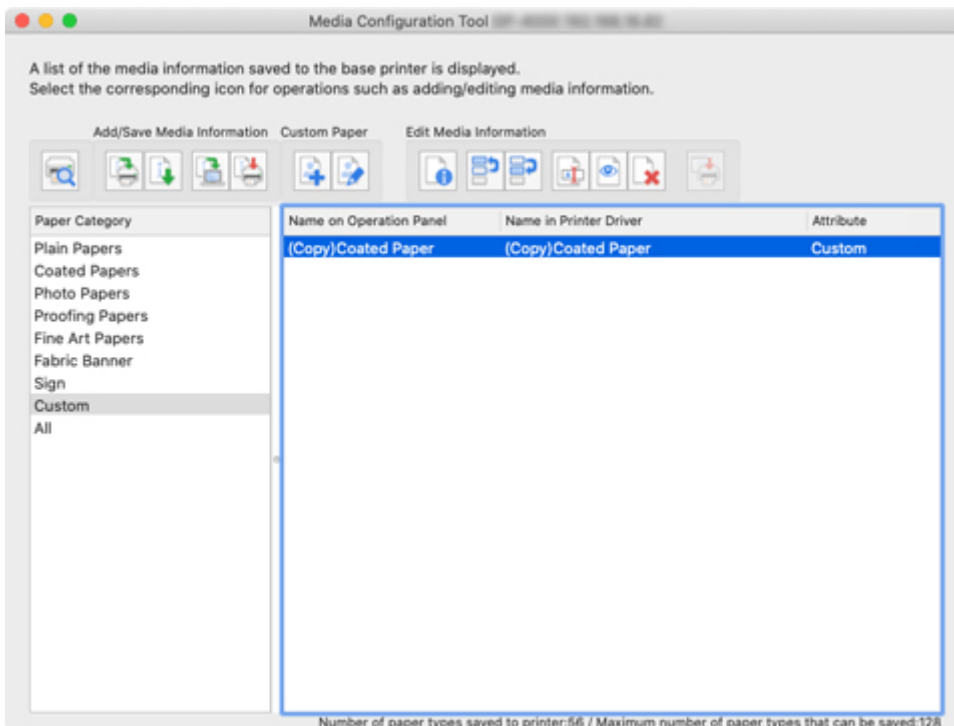 Media Configuration Tool
A list of the media information saved to the base printer is displayed.
Select the corresponding icon for operations such as adding/editing media information.
Add/Save Media Information Custom Paper Edit Media Information
Paper Category
Plain Papers
Coated Papers
Photo Papers
Proofing Papers
Fine Art Papers
Fabric Banner
Sign
Custom
All
Name on Operation Panel Name in Printer Driver Attribute
(Copy)Coated Paper (Copy)Coated Paper Custom
Number of paper types saved to printer:56 / Maximum number of paper types that can be saved:128